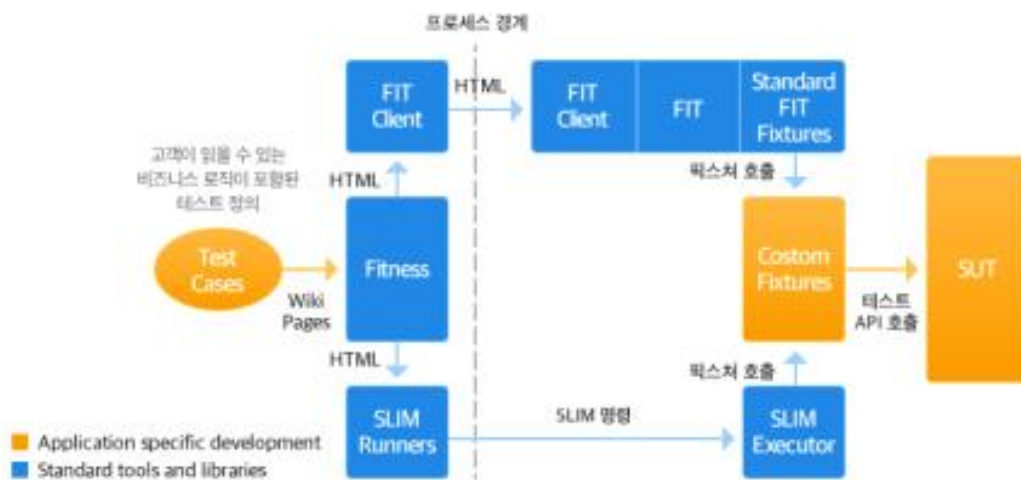 프로세스 경계
FIT
Client
HTML
FIT
Client
FIT
Standard
FIT
Fixtures
고객이 읽을 수 있는
비즈니스 로직이 포함된
테스트 정의
HTML
픽스쳐 호출
Test
Cases
Wiki
Pages
Fitness
Costom
Fixtures
테스트
API 호출
SUT
HTML
픽스쳐 호출
SLIM
Runners
SLIM 명령
SLIM
Executor
Application specific development
Standard tools and libraries